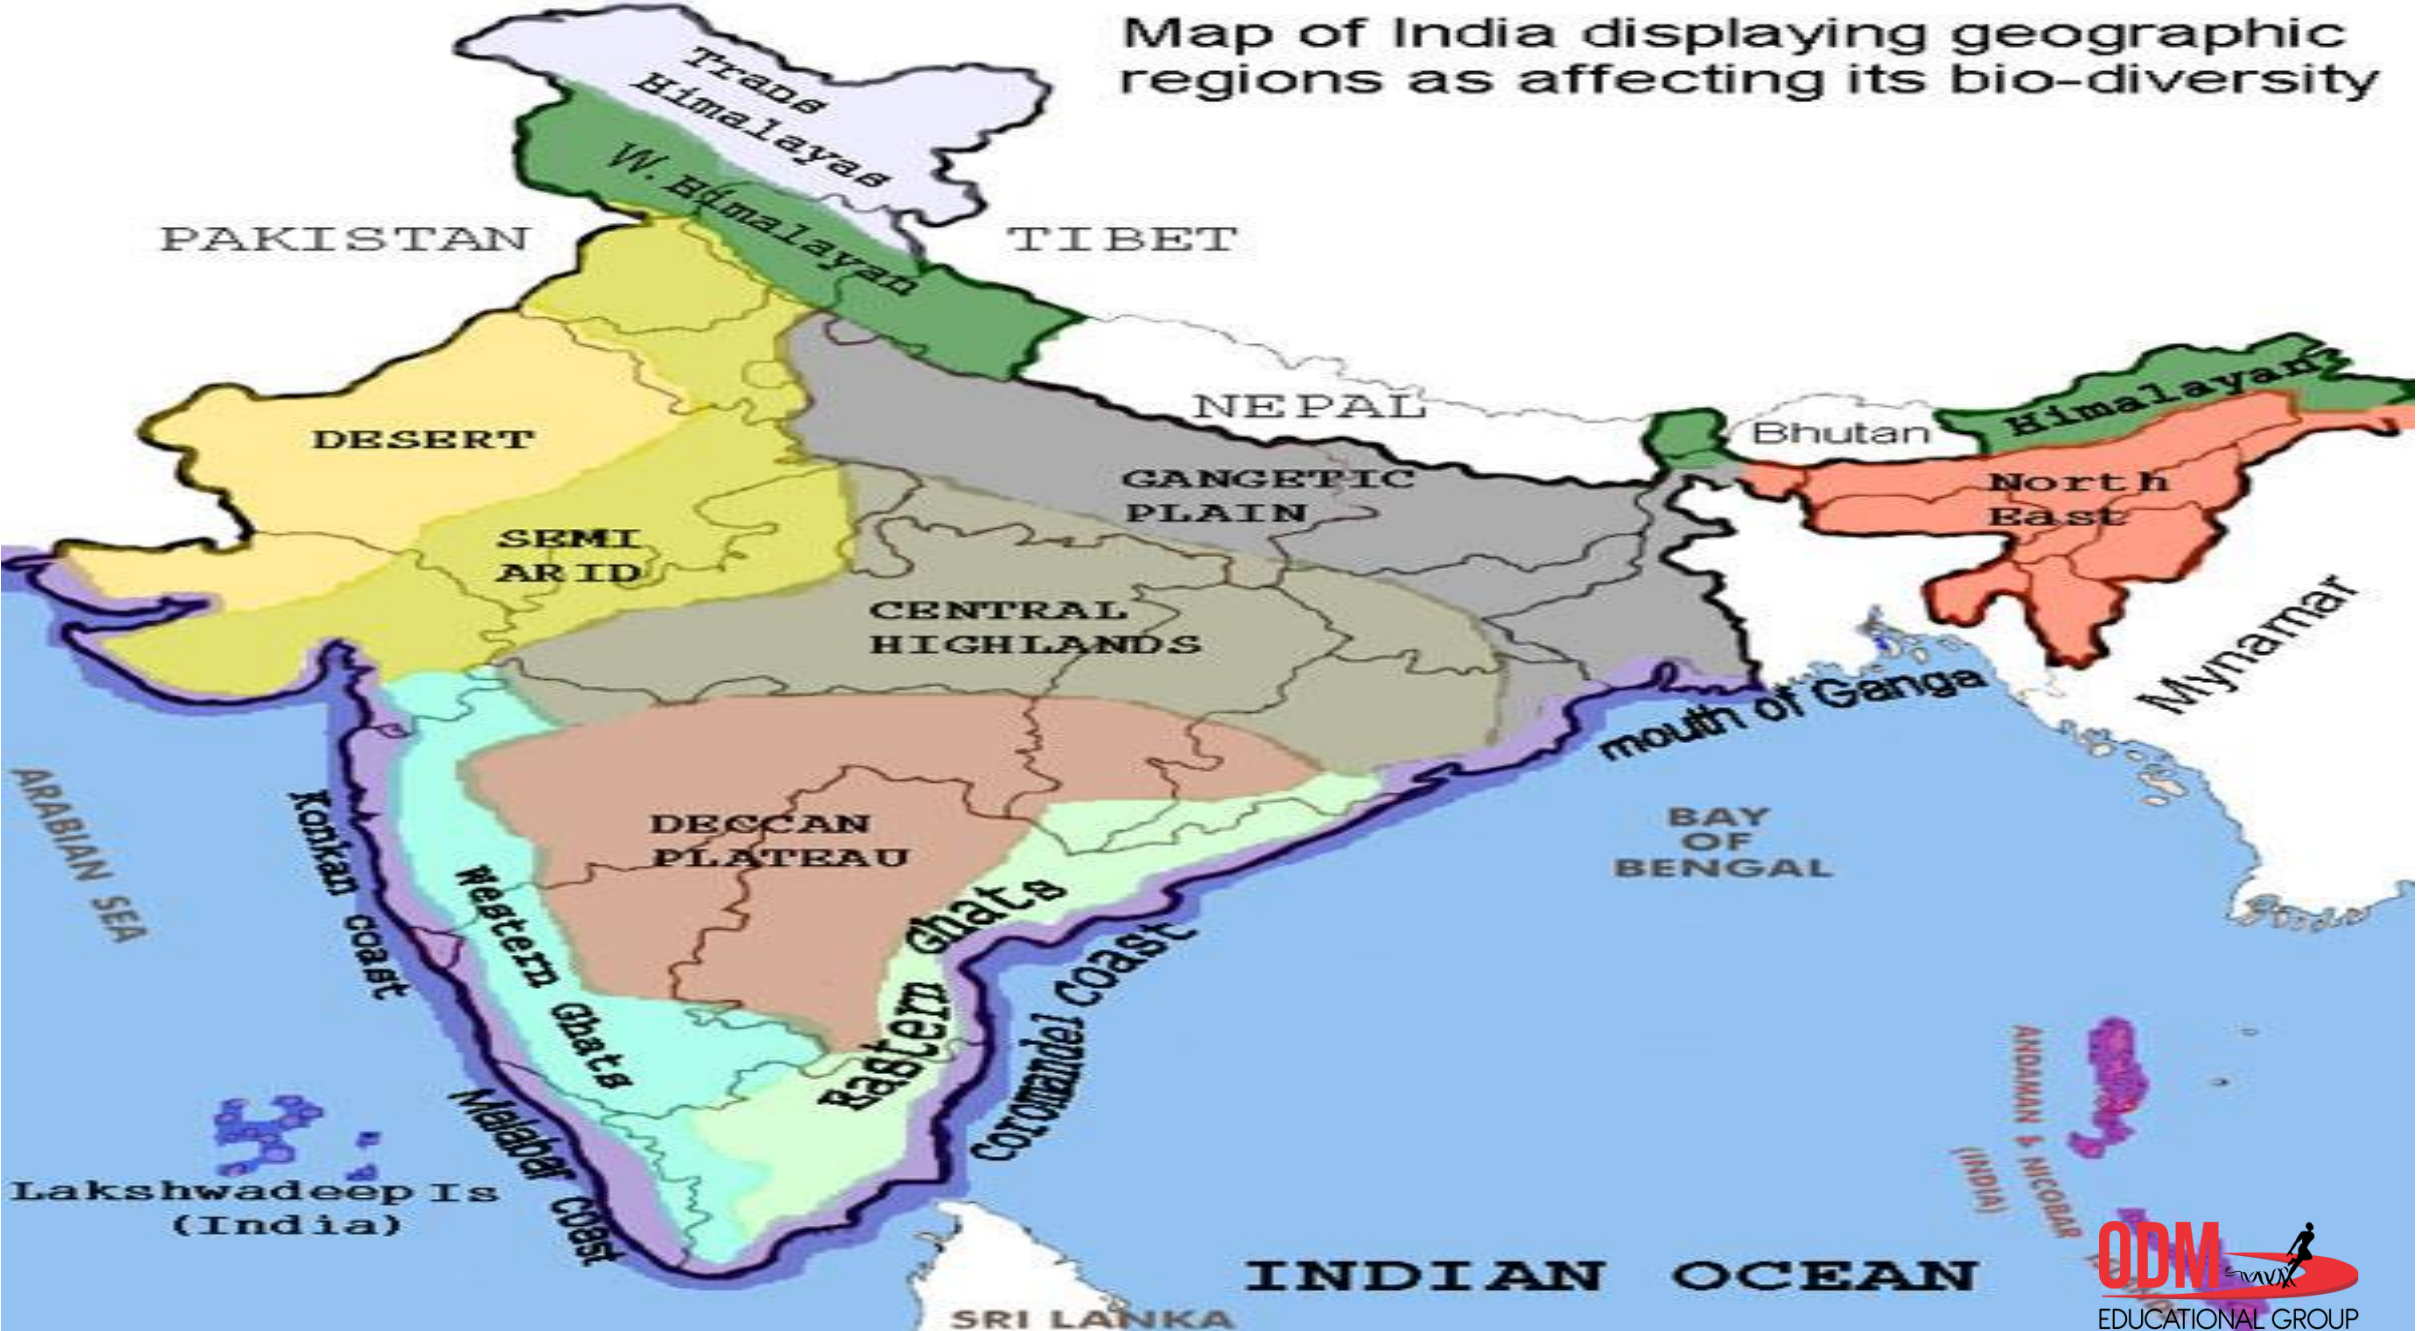 Map of India displaying geographic
regions as affecting its bio-diversity
Trans
Himalayas
W. Himalayan
PAKISTAN
TIBET
NEPAL
Bhutan
Himalayan
DESERT
GANGETIC
PLAIN
North
East
SEMI
ARID
CENTRAL
HIGHLANDS
Mynamar
mouth of Ganga
ARABIAN SEA
Konkan coast
DECCAN
PLATEAU
BAY
OF
BENGAL
Western Ghats
Eastern Ghats
Coromandel Coast
Malabar coast
Lakshwadeep Is
(India)
ANDAMAN & NICOBAR
(INDIA)
INDIAN OCEAN
SRI LANKA
ODM
EDUCATIONAL GROUP